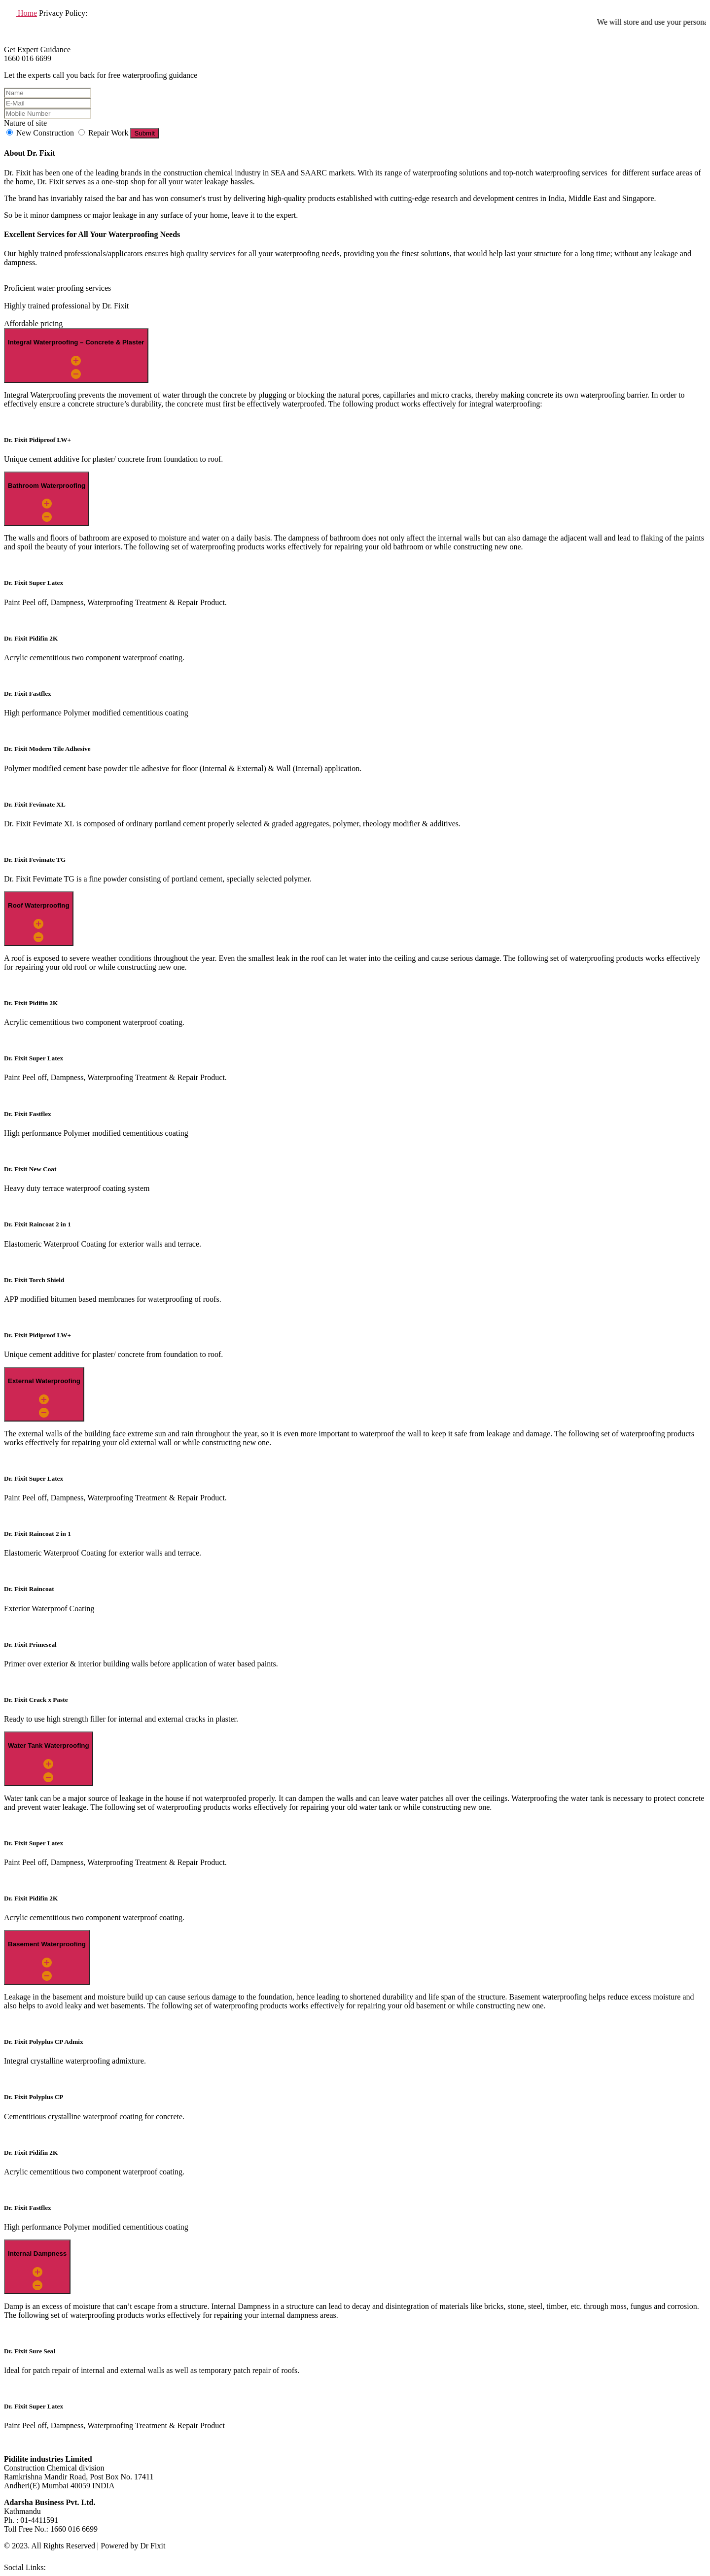 Home Privacy Policy:
We will store and use your persona
Get Expert Guidance
1660 016 6699
Let the experts call you back for free waterproofing guidance
Name
E-Mail
Mobile Number
Nature of site
New Construction Repair Work Submit
About Dr. Fixit
Dr. Fixit has been one of the leading brands in the construction chemical industry in SEA and SAARC markets. With its range of waterproofing solutions and top-notch waterproofing services for different surface areas of
the home, Dr. Fixit serves as a one-stop shop for all your water leakage hassles.
The brand has invariably raised the bar and has won consumer's trust by delivering high-quality products established with cutting-edge research and development centres in India, Middle East and Singapore.
So be it minor dampness or major leakage in any surface of your home, leave it to the expert.
Excellent Services for All Your Waterproofing Needs
Our highly trained professionals/applicators ensures high quality services for all your waterproofing needs, providing you the finest solutions, that would help last your structure for a long time; without any leakage and
dampness.
Proficient water proofing services
Highly trained professional by Dr. Fixit
Affordable pricing
Integral Waterproofing – Concrete & Plaster
Integral Waterproofing prevents the movement of water through the concrete by plugging or blocking the natural pores, capillaries and micro cracks, thereby making concrete its own waterproofing barrier. In order to
effectively ensure a concrete structure's durability, the concrete must first be effectively waterproofed. The following product works effectively for integral waterproofing:
Dr. Fixit Pidiproof LW+
Unique cement additive for plaster/ concrete from foundation to roof.
Bathroom Waterproofing
The walls and floors of bathroom are exposed to moisture and water on a daily basis. The dampness of bathroom does not only affect the internal walls but can also damage the adjacent wall and lead to flaking of the paints
and spoil the beauty of your interiors. The following set of waterproofing products works effectively for repairing your old bathroom or while constructing new one.
Dr. Fixit Super Latex
Paint Peel off, Dampness, Waterproofing Treatment & Repair Product.
Dr. Fixit Pidifin 2K
Acrylic cementitious two component waterproof coating.
Dr. Fixit Fastflex
High performance Polymer modified cementitious coating
Dr. Fixit Modern Tile Adhesive
Polymer modified cement base powder tile adhesive for floor (Internal & External) & Wall (Internal) application.
Dr. Fixit Fevimate XL
Dr. Fixit Fevimate XL is composed of ordinary portland cement properly selected & graded aggregates, polymer, rheology modifier & additives.
Dr. Fixit Fevimate TG
Dr. Fixit Fevimate TG is a fine powder consisting of portland cement, specially selected polymer.
Roof Waterproofing
A roof is exposed to severe weather conditions throughout the year. Even the smallest leak in the roof can let water into the ceiling and cause serious damage. The following set of waterproofing products works effectively
for repairing your old roof or while constructing new one.
Dr. Fixit Pidifin 2K
Acrylic cementitious two component waterproof coating.
Dr. Fixit Super Latex
Paint Peel off, Dampness, Waterproofing Treatment & Repair Product.
Dr. Fixit Fastflex
High performance Polymer modified cementitious coating
Dr. Fixit New Coat
Heavy duty terrace waterproof coating system
Dr. Fixit Raincoat 2 in 1
Elastomeric Waterproof Coating for exterior walls and terrace.
Dr. Fixit Torch Shield
APP modified bitumen based membranes for waterproofing of roofs.
Dr. Fixit Pidiproof LW+
Unique cement additive for plaster/ concrete from foundation to roof.
External Waterproofing
The external walls of the building face extreme sun and rain throughout the year, so it is even more important to waterproof the wall to keep it safe from leakage and damage. The following set of waterproofing products
works effectively for repairing your old external wall or while constructing new one.
Dr. Fixit Super Latex
Paint Peel off, Dampness, Waterproofing Treatment & Repair Product.
Dr. Fixit Raincoat 2 in 1
Elastomeric Waterproof Coating for exterior walls and terrace.
Dr. Fixit Raincoat
Exterior Waterproof Coating
Dr. Fixit Primeseal
Primer over exterior & interior building walls before application of water based paints.
Dr. Fixit Crack x Paste
Ready to use high strength filler for internal and external cracks in plaster.
Water Tank Waterproofing
Water tank can be a major source of leakage in the house if not waterproofed properly. It can dampen the walls and can leave water patches all over the ceilings. Waterproofing the water tank is necessary to protect concrete
and prevent water leakage. The following set of waterproofing products works effectively for repairing your old water tank or while constructing new one.
Dr. Fixit Super Latex
Paint Peel off, Dampness, Waterproofing Treatment & Repair Product.
Dr. Fixit Pidifin 2K
Acrylic cementitious two component waterproof coating.
Basement Waterproofing
Leakage in the basement and moisture build up can cause serious damage to the foundation, hence leading to shortened durability and life span of the structure. Basement waterproofing helps reduce excess moisture and
also helps to avoid leaky and wet basements. The following set of waterproofing products works effectively for repairing your old basement or while constructing new one.
Dr. Fixit Polyplus CP Admix
Integral crystalline waterproofing admixture.
Dr. Fixit Polyplus CP
Cementitious crystalline waterproof coating for concrete.
Dr. Fixit Pidifin 2K
Acrylic cementitious two component waterproof coating.
Dr. Fixit Fastflex
High performance Polymer modified cementitious coating
Internal Dampness
Damp is an excess of moisture that can't escape from a structure. Internal Dampness in a structure can lead to decay and disintegration of materials like bricks, stone, steel, timber, etc. through moss, fungus and corrosion.
The following set of waterproofing products works effectively for repairing your internal dampness areas.
Dr. Fixit Sure Seal
Ideal for patch repair of internal and external walls as well as temporary patch repair of roofs.
Dr. Fixit Super Latex
Paint Peel off, Dampness, Waterproofing Treatment & Repair Product
Pidilite industries Limited
Construction Chemical division
Ramkrishna Mandir Road, Post Box No. 17411
Andheri(E) Mumbai 40059 INDIA
Adarsha Business Pvt. Ltd.
Kathmandu
Ph. : 01-4411591
Toll Free No.: 1660 016 6699
© 2023. All Rights Reserved | Powered by Dr Fixit
Social Links: